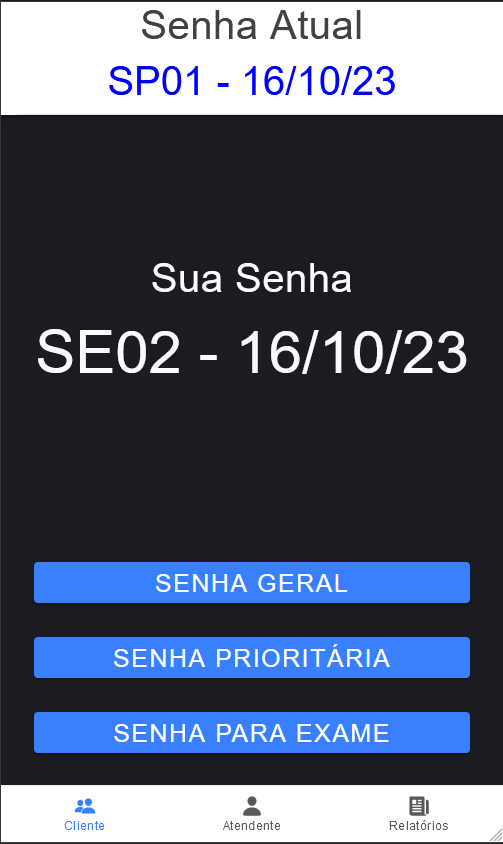 Senha Atual
SP01 - 16/10/23
Sua Senha
SE02 - 16/10/23
SENHA GERAL
SENHA PRIORITÁRIA
SENHA PARA EXAME
Cliente
Atendente
Relatórios